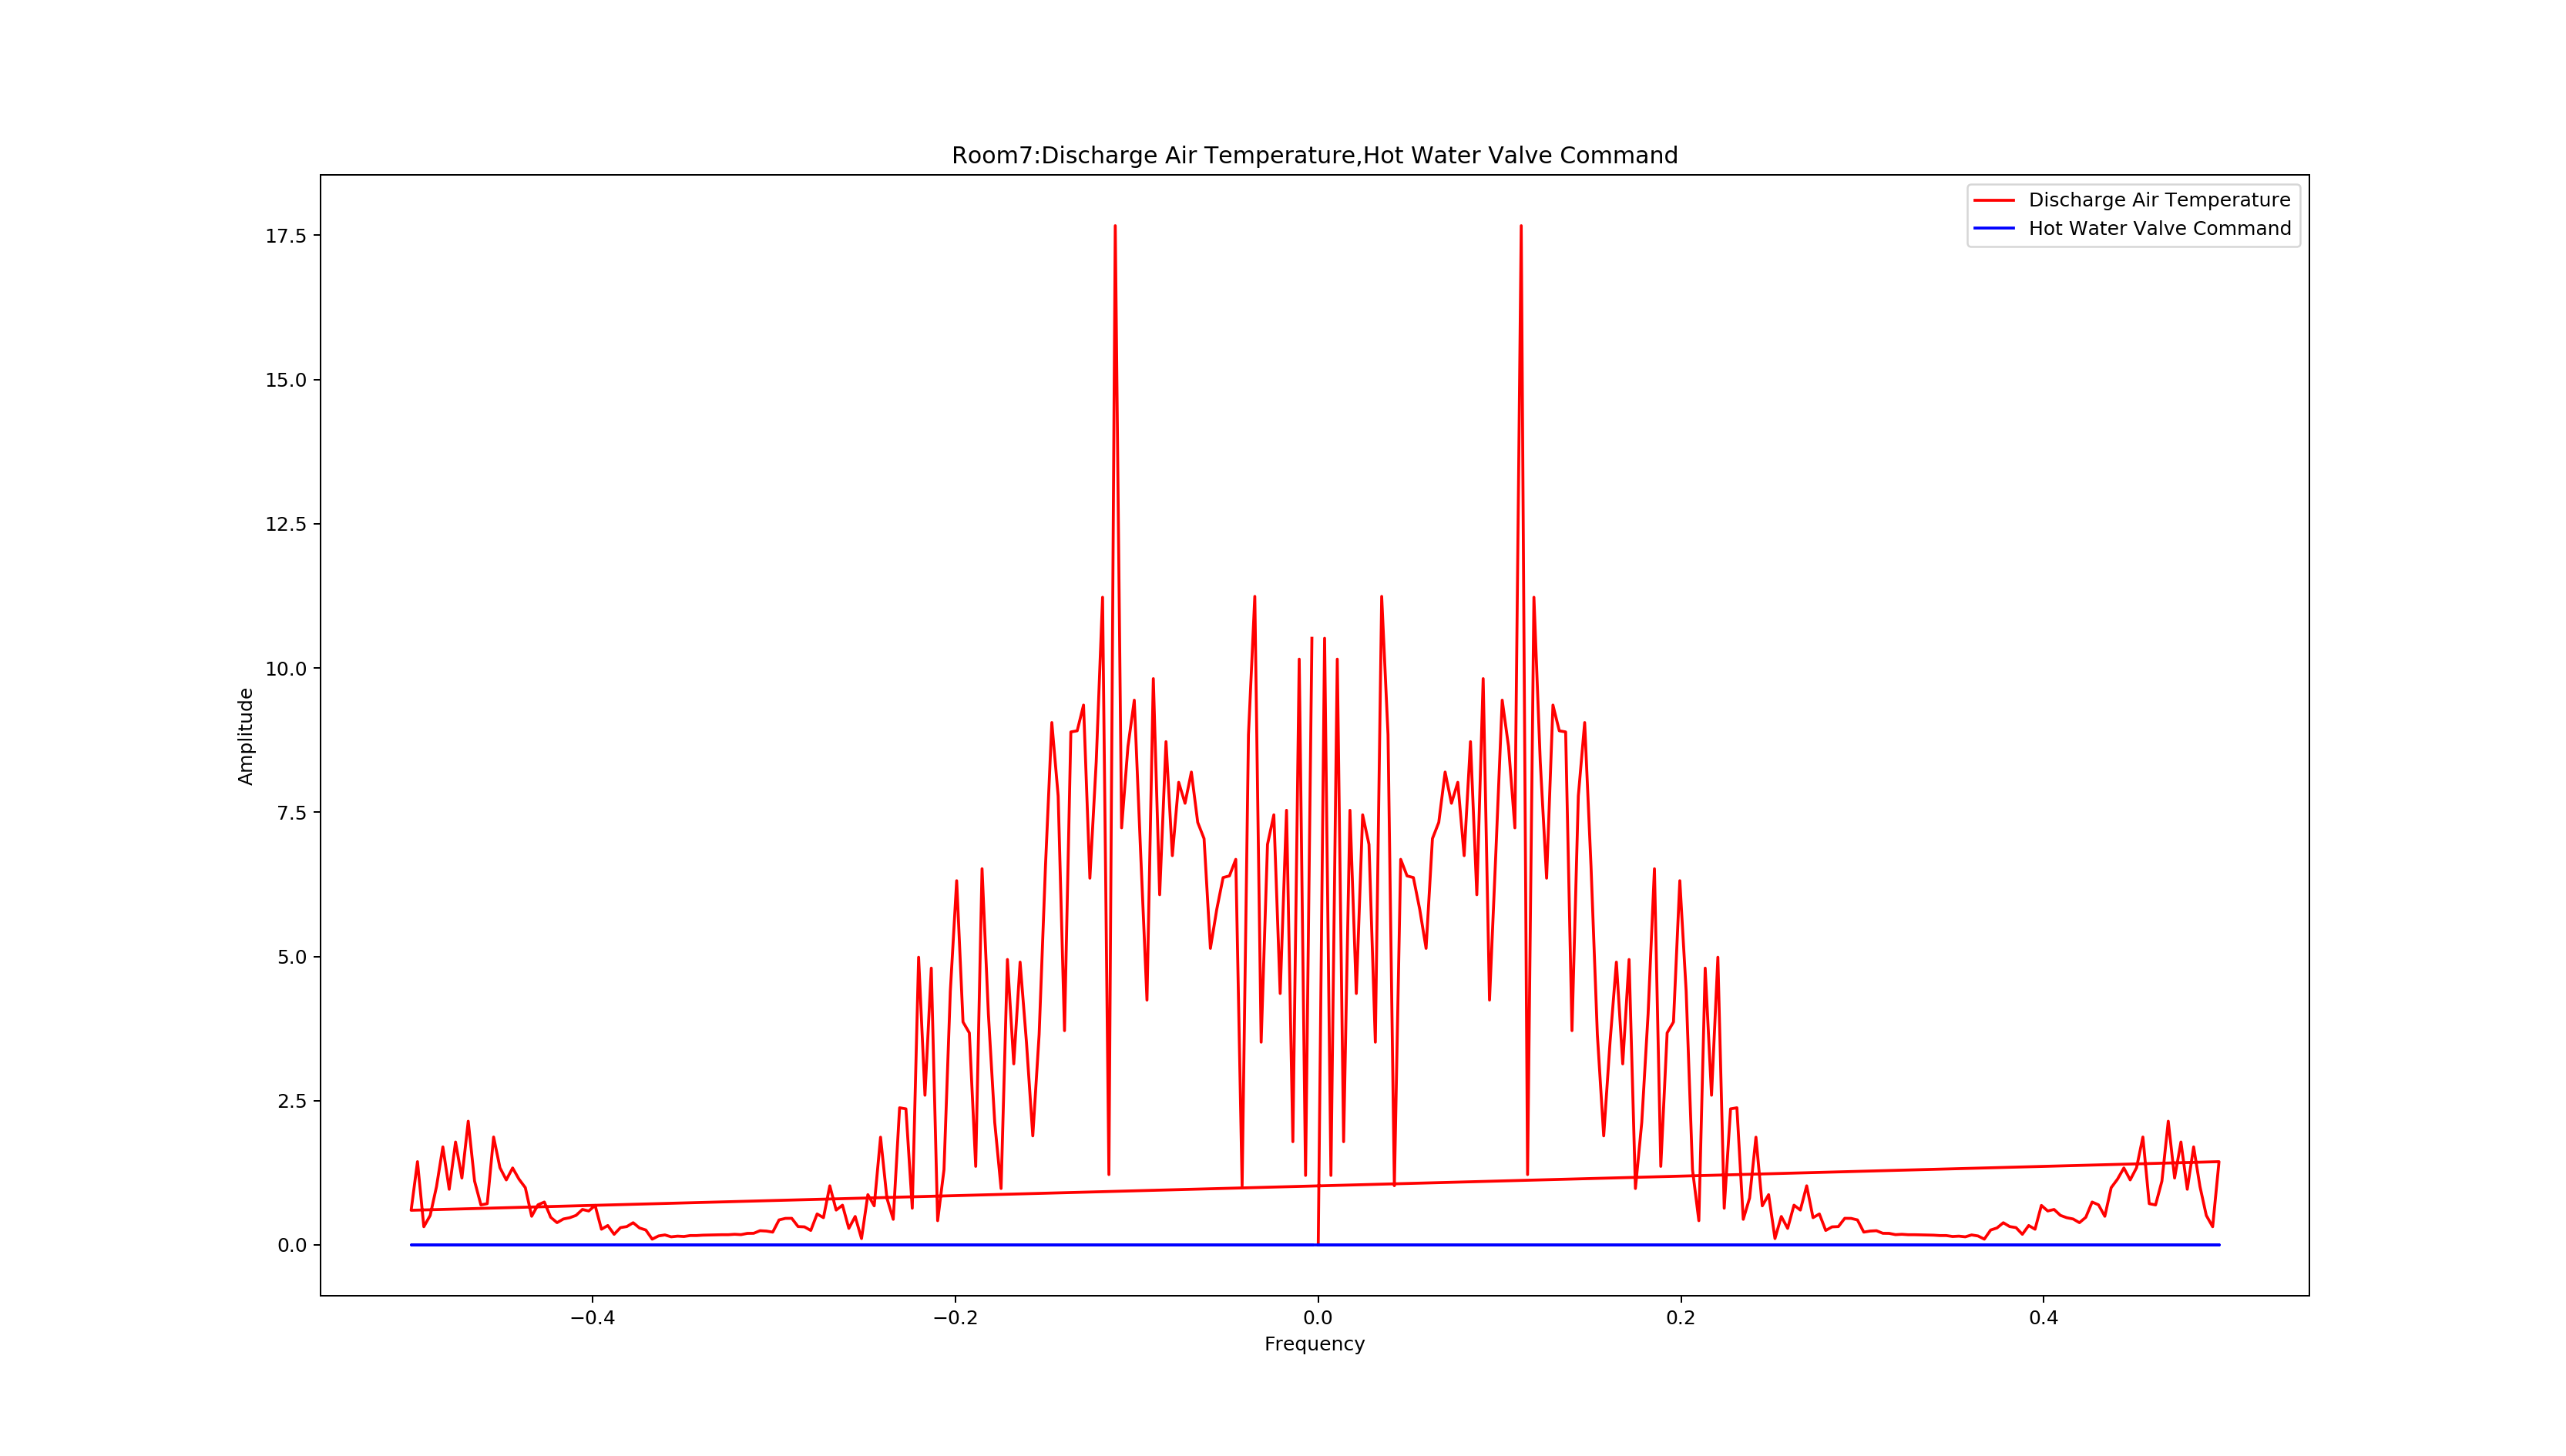 Room7:Discharge Air Temperature,Hot Water Valve Command
Discharge Air Temperature
Hot Water Valve Command
17.5
15.0
12.5
10.0
7.5
5.0
2.5
0.0
Amplitude
−0.4
−0.2
0.0
0.2
0.4
Frequency